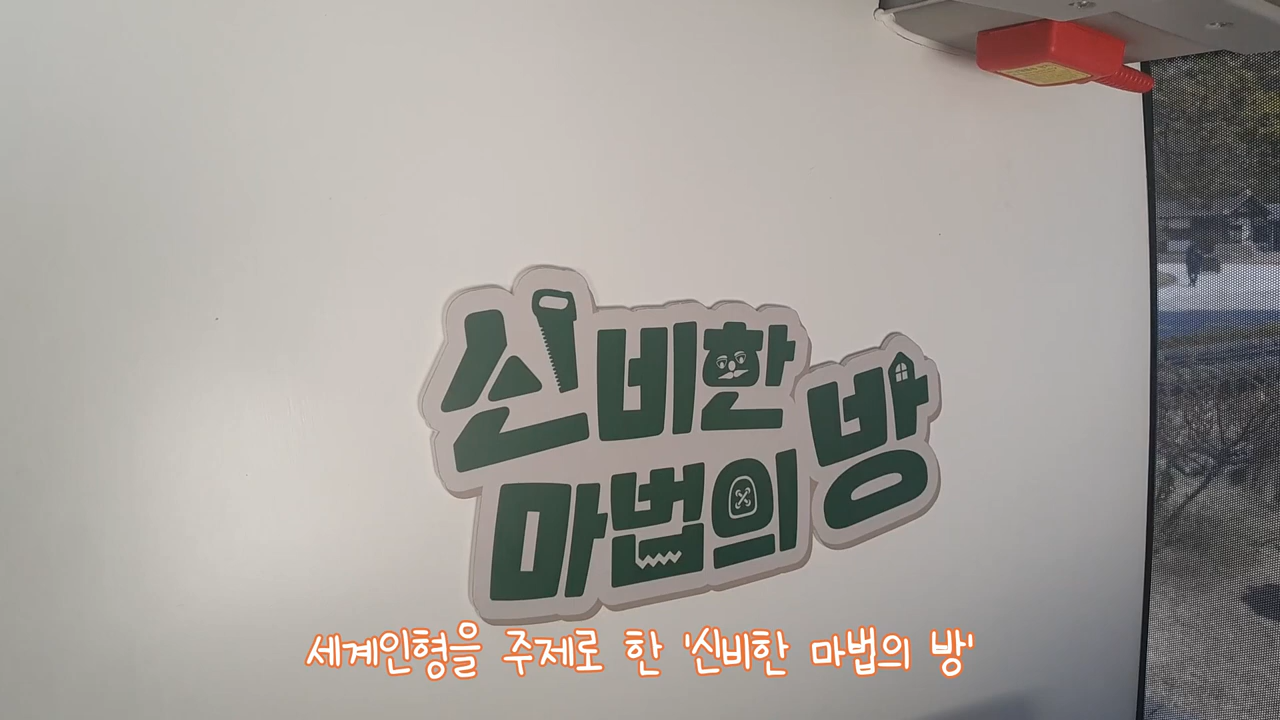 신비한
마법의 방
세계인형을 주제로 한 '신비한 마법의 방'